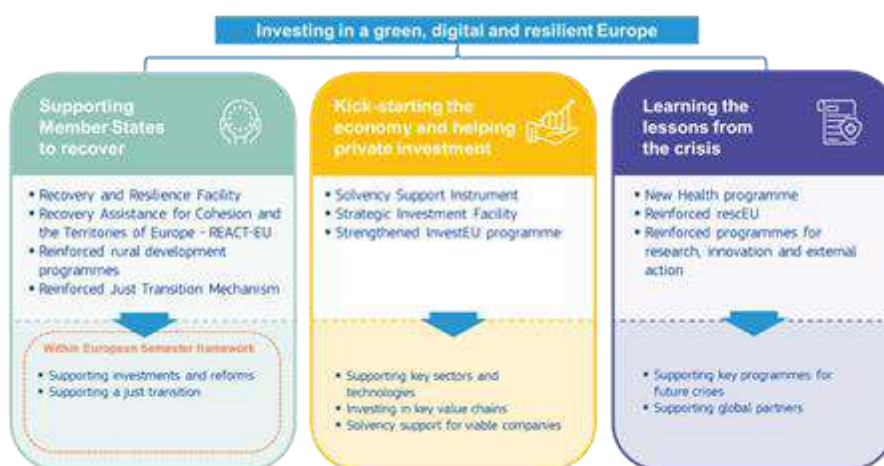 Investing in a green, digital and resilient Europe
Supporting
Member States
to recover
▪ Recovery and Resilience Facility
▪ Recovery Assistance for Cohesion and
the Territories of Europe - REACT-EU
▪ Reinforced rural development
programmes
▪ Reinforced Just Transition Mechanism
Within European Semester framework
▪ Supporting investments and reforms
▪ Supporting a just transition
Kick-starting the
economy and helping
private investment
▪ Solvency Support Instrument
▪ Strategic Investment Facility
▪ Strengthened InvestEU programme
▪ Supporting key sectors and
technologies
▪ Investing in key value chains
▪ Solvency support for viable companies
Learning the
lessons from
the crisis
▪ New Health programme
▪ Reinforced rescEU
▪ Reinforced programmes for
research, innovation and external
action
▪ Supporting key programmes for
future crises
▪ Supporting global partners